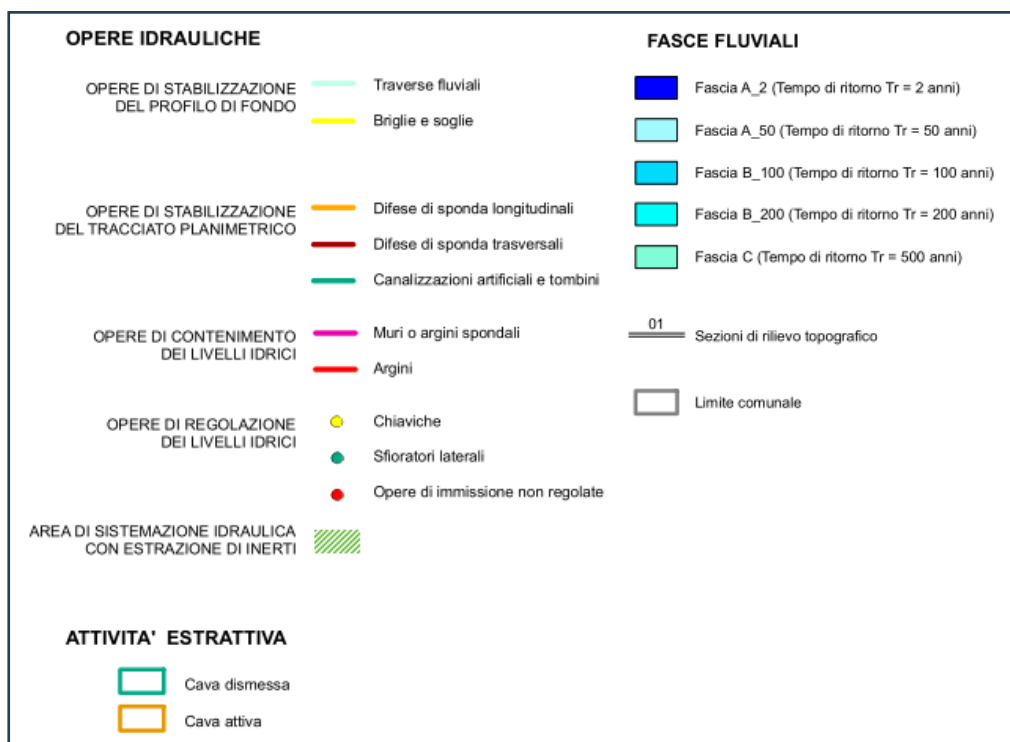 OPERE IDRAULICHE
OPERE DI STABILIZZAZIONE
DEL PROFILO DI FONDO
Traverse fluviali
Briglie e soglie
OPERE DI STABILIZZAZIONE
DEL TRACCIATO PLANIMETRICO
Difese di sponda longitudinali
Difese di sponda trasversali
Canalizzazioni artificiali e tombini
OPERE DI CONTENIMENTO
DEI LIVELLI IDRICI
Muri o argini spondali
Argini
OPERE DI REGOLAZIONE
DEI LIVELLI IDRICI
Chiaviche
Sfioratori laterali
Opere di immissione non regolate
AREA DI SISTEMAZIONE IDRAULICA
CON ESTRAZIONE DI INERTI
ATTIVITA' ESTRATTIVA
Cava dismessa
Cava attiva
FASCE FLUVIALI
Fascia A_2 (Tempo di ritorno Tr = 2 anni)
Fascia A_50 (Tempo di ritorno Tr = 50 anni)
Fascia B_100 (Tempo di ritorno Tr = 100 anni)
Fascia B_200 (Tempo di ritorno Tr = 200 anni)
Fascia C (Tempo di ritorno Tr = 500 anni)
01
Sezioni di rilievo topografico
Limite comunale